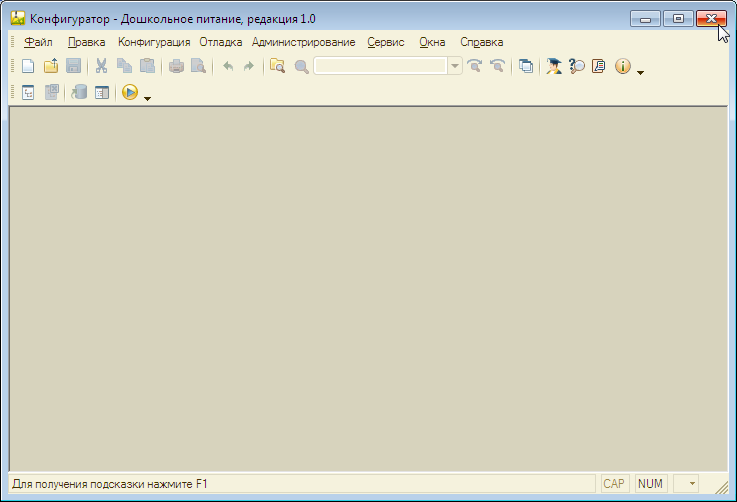 Конфигуратор - Дошкольное питание, редакция 1.0
Файл Правка Конфигурация Отладка Администрирование Сервис Окна Справка
Для получения подсказки нажмите F1 CAP NUM